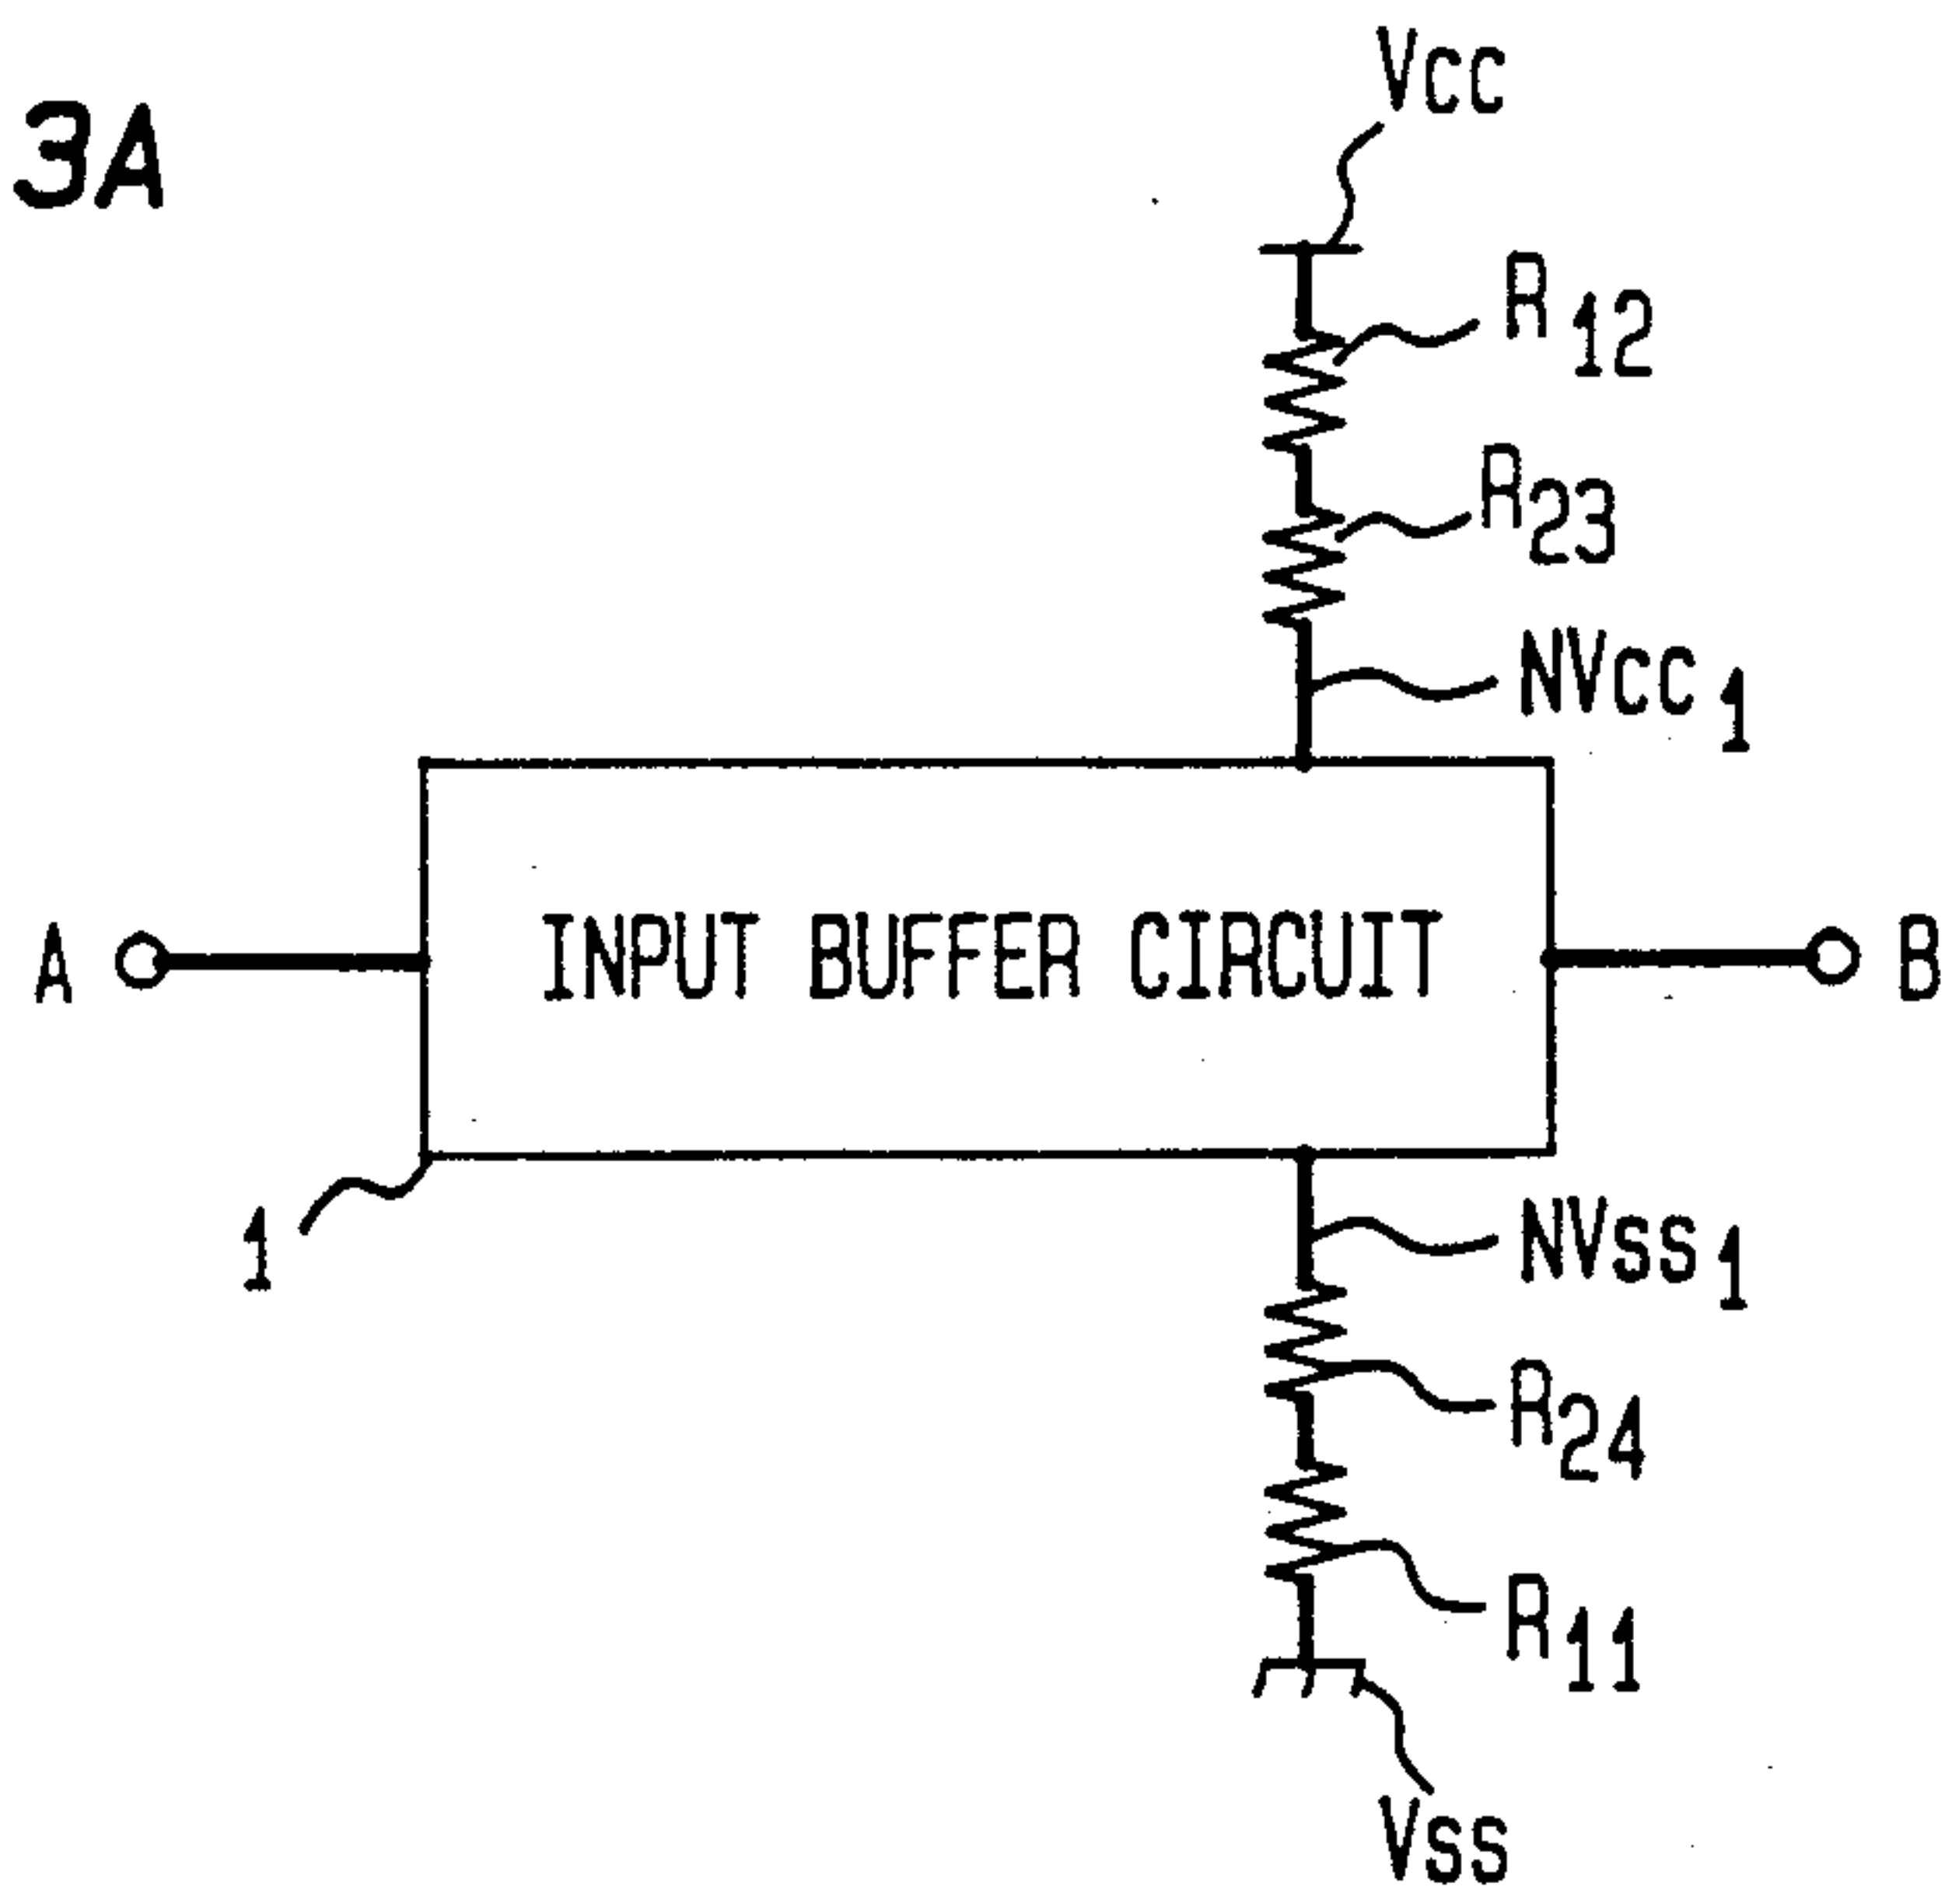 3A
Vcc
R12
R23
NVcc1
A
INPUT BUFFER CIRCUIT
B
1
NVss1
R24
R11
Vss